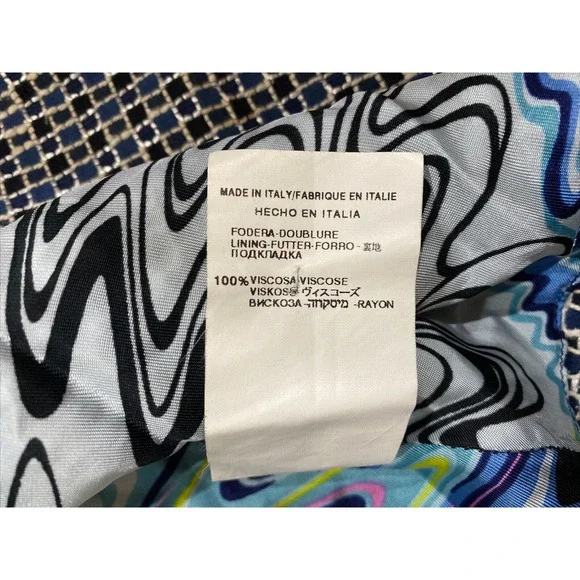 MADE IN ITALY/FABRIQUE EN ITALIE
HECHO EN ITALIA
FODERA-DOUBLURE
LINING-FUTTER-FORRO-裏地
ПОДКЛАДКА
100% VISCOSA-VISCOSE
VISKOSE ヴィスコーズ
ВИСКОЗА-מיסקחה-RAYON